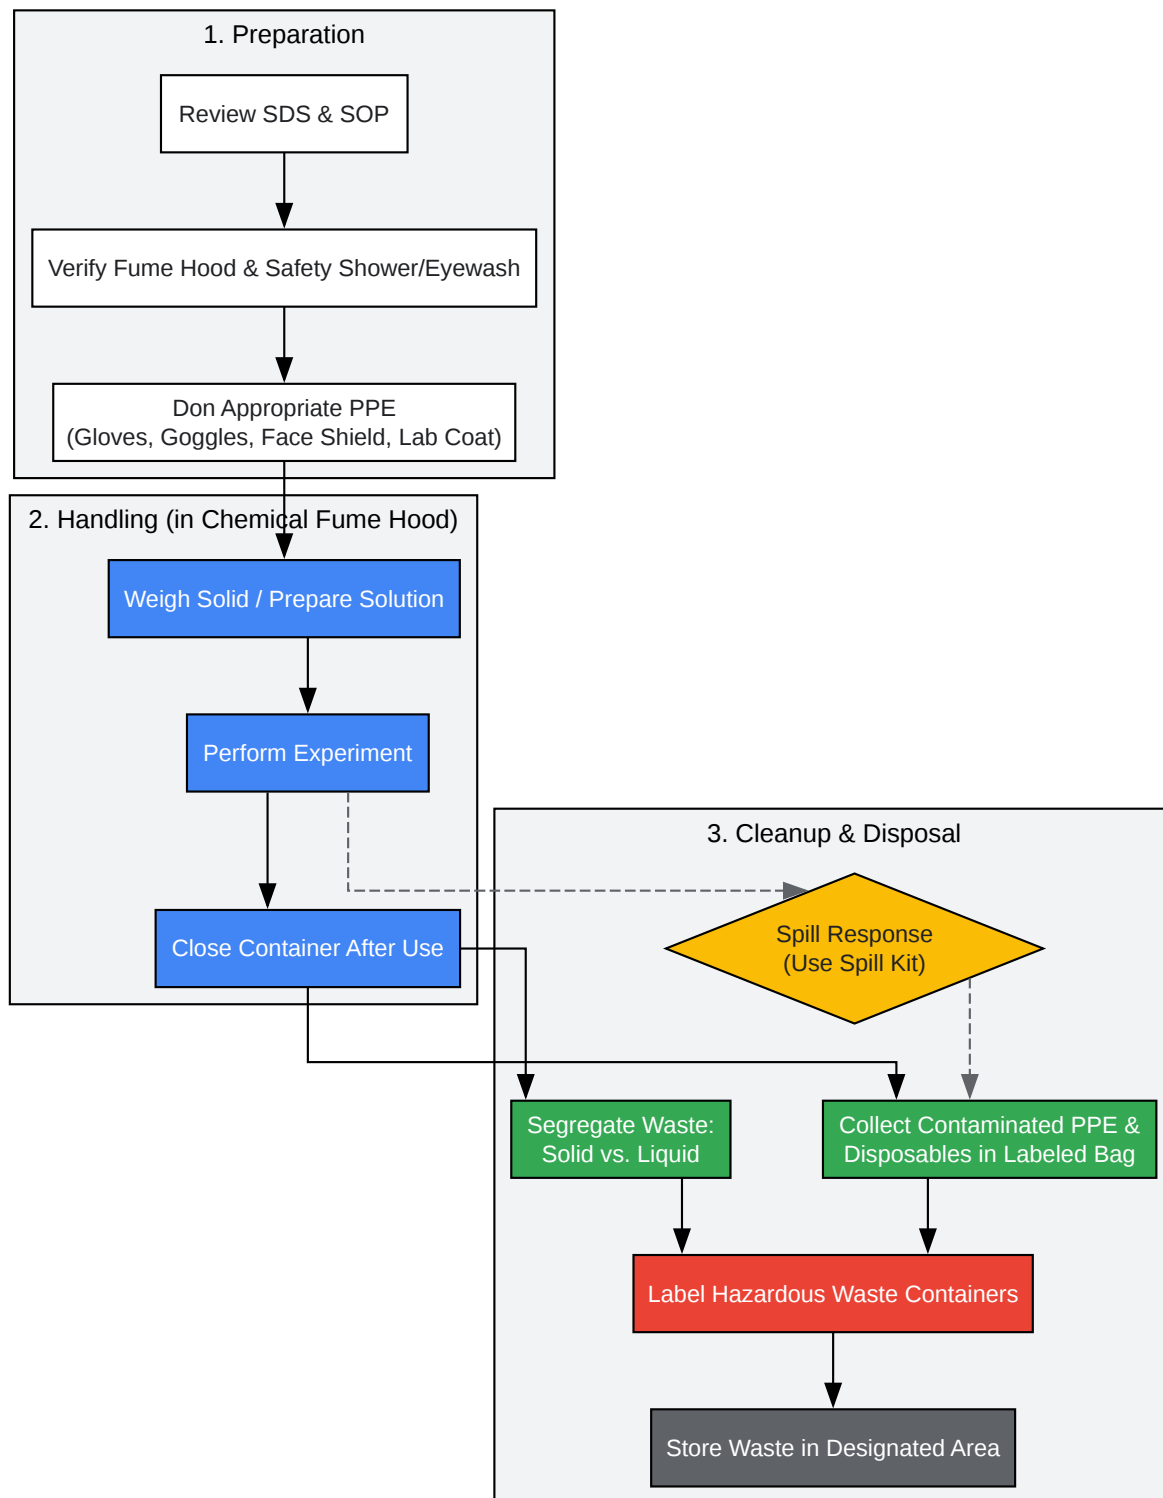 1. Preparation
Review SDS & SOP
Verify Fume Hood & Safety Shower/Eyewash
Don Appropriate PPE
(Gloves, Goggles, Face Shield, Lab Coat)
2. Handling (in Chemical Fume Hood)
Weigh Solid / Prepare Solution
Perform Experiment
Close Container After Use
3. Cleanup & Disposal
Spill Response
(Use Spill Kit)
Segregate Waste:
Solid vs. Liquid
Collect Contaminated PPE &
Disposables in Labeled Bag
Label Hazardous Waste Containers
Store Waste in Designated Area